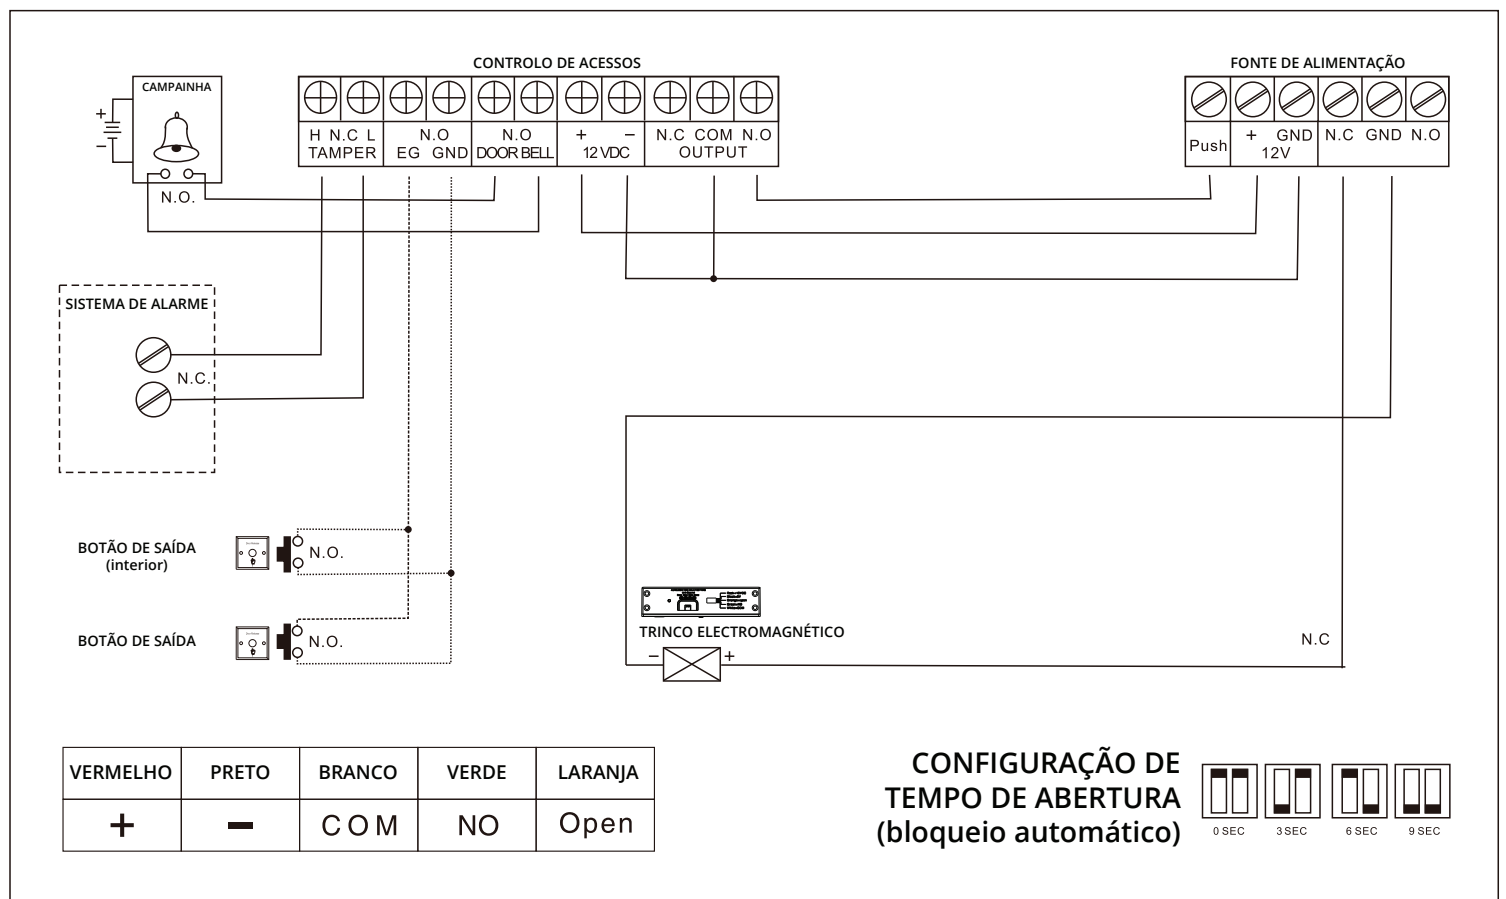 CONTROLO DE ACESSOS
FONTE DE ALIMENTAÇÃO
CAMPAINHA
+
−
N.O.
H N.C L
TAMPER
N.O
EG GND
N.O
DOOR BELL
+ −
12 VDC
N.C COM N.O
OUTPUT
Push
+ GND
12V
N.C GND N.O
SISTEMA DE ALARME
N.C.
BOTÃO DE SAÍDA
(interior)
N.O.
BOTÃO DE SAÍDA
N.O.
TRINCO ELECTROMAGNÉTICO
− +
N.C
VERMELHO PRETO BRANCO VERDE LARANJA
+ − COM NO Open
CONFIGURAÇÃO DE
TEMPO DE ABERTURA
(bloqueio automático)
0 SEC 3 SEC 6 SEC 9 SEC